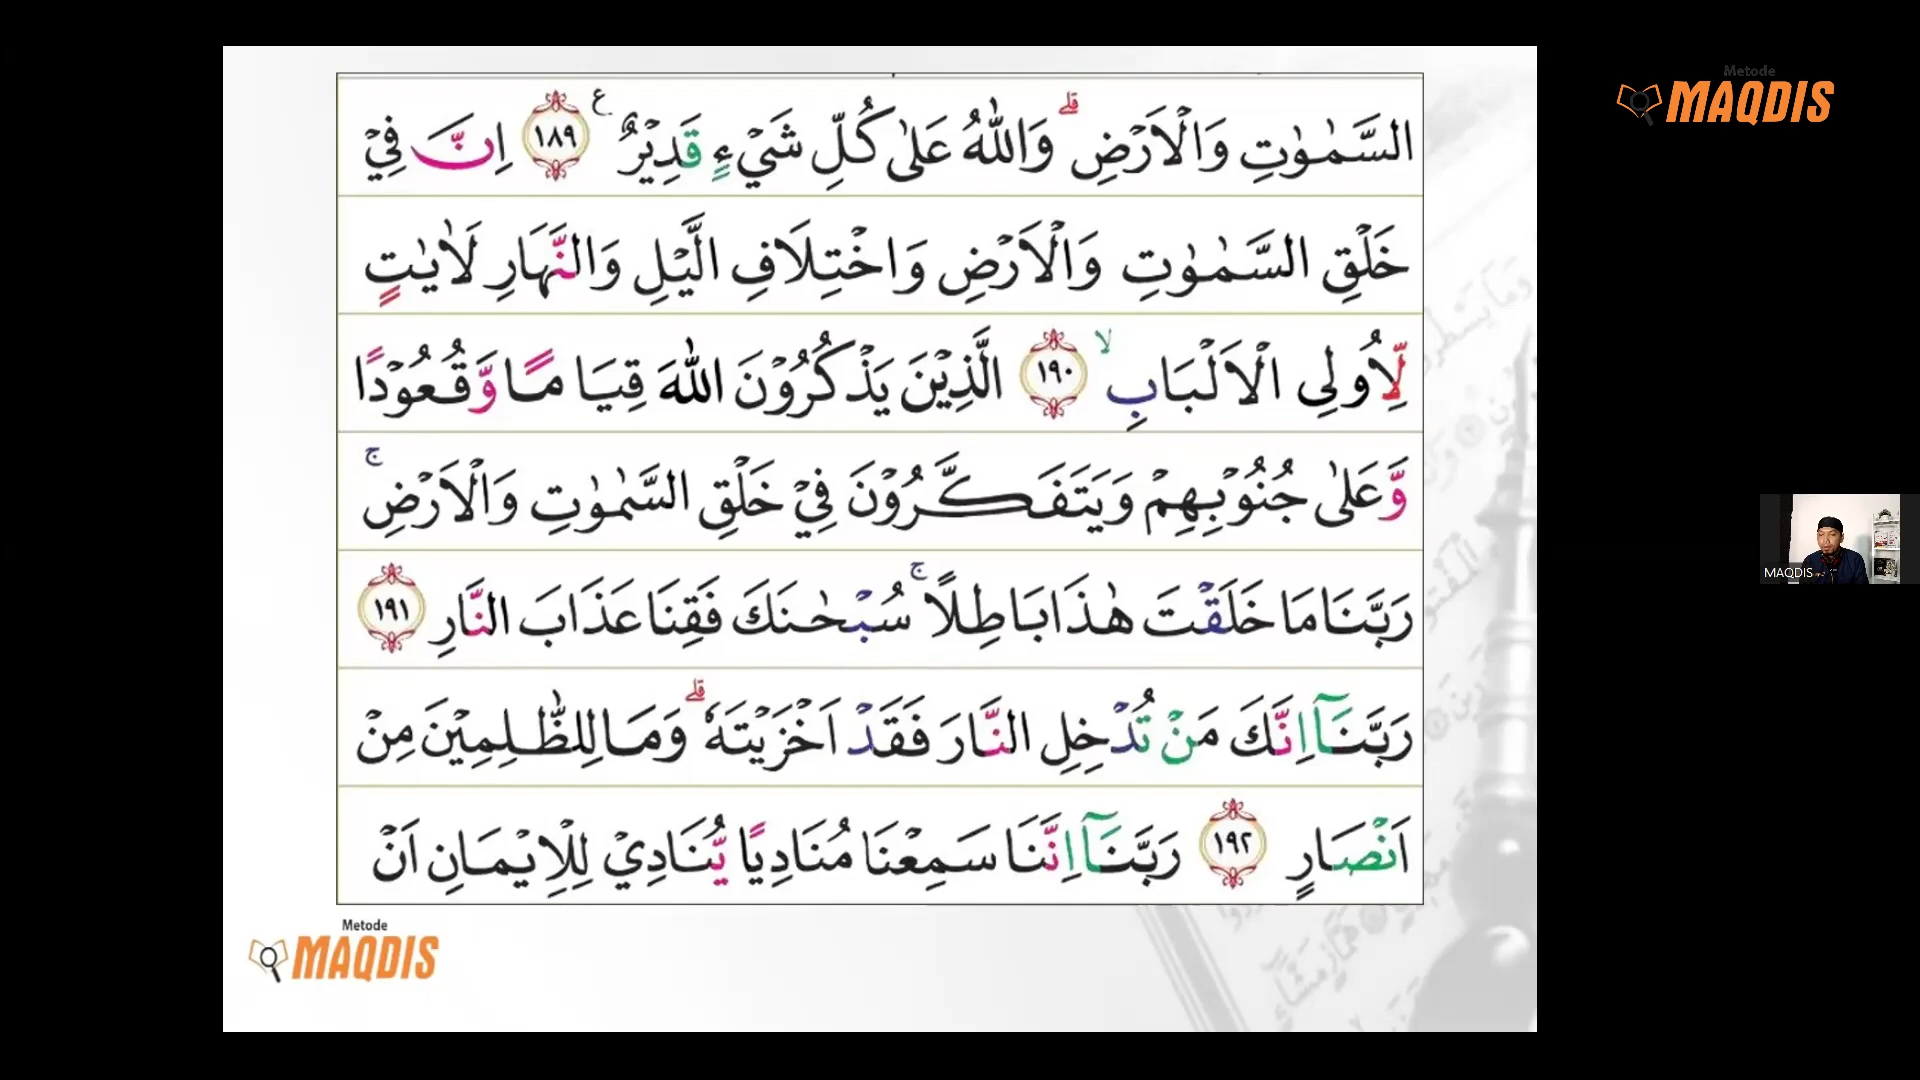 Metode
MAQDIS
السَّمٰوٰتِ وَالْاَرْضِ ۗ وَاللّٰهُ عَلٰى كُلِّ شَيْءٍ قَدِيْرٌ ࣖ ١٨٩ اِنَّ فِيْ
خَلْقِ السَّمٰوٰتِ وَالْاَرْضِ وَاخْتِلَافِ الَّيْلِ وَالنَّهَارِ لَاٰيٰتٍ
لِّاُولِى الْاَلْبَابِ ۙ ١٩٠ الَّذِيْنَ يَذْكُرُوْنَ اللّٰهَ قِيَامًا وَّقُعُوْدًا
وَّعَلٰى جُنُوْبِهِمْ وَيَتَفَكَّرُوْنَ فِيْ خَلْقِ السَّمٰوٰتِ وَالْاَرْضِ ۚ
رَبَّنَا مَا خَلَقْتَ هٰذَا بَاطِلًا ۚ سُبْحٰنَكَ فَقِنَا عَذَابَ النَّارِ ١٩١
رَبَّنَآ اِنَّكَ مَنْ تُدْخِلِ النَّارَ فَقَدْ اَخْزَيْتَهٗ ۗ وَمَا لِلظّٰلِمِيْنَ مِنْ
اَنْصَارٍ ١٩٢ رَبَّنَآ اِنَّنَا سَمِعْنَا مُنَادِيًا يُّنَادِيْ لِلْاِيْمَانِ اَنْ
Metode
MAQDIS
MAQDIS